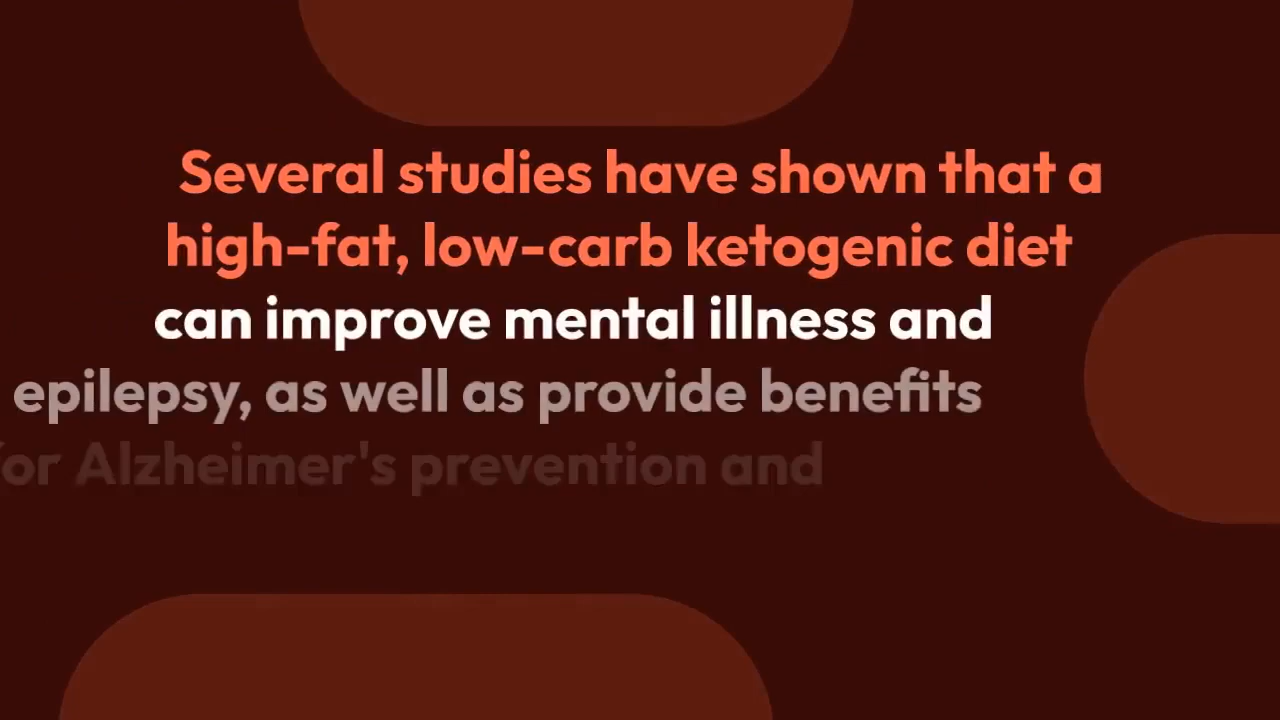 Several studies have shown that a
high-fat, low-carb ketogenic diet
can improve mental illness and
epilepsy, as well as provide benefits
for Alzheimer's prevention and